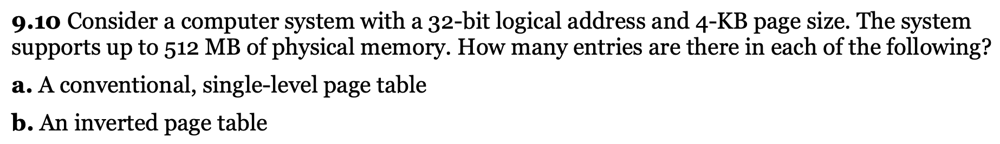 9.10 Consider a computer system with a 32-bit logical address and 4-KB page size. The system
supports up to 512 MB of physical memory. How many entries are there in each of the following?
a. A conventional, single-level page table
b. An inverted page table